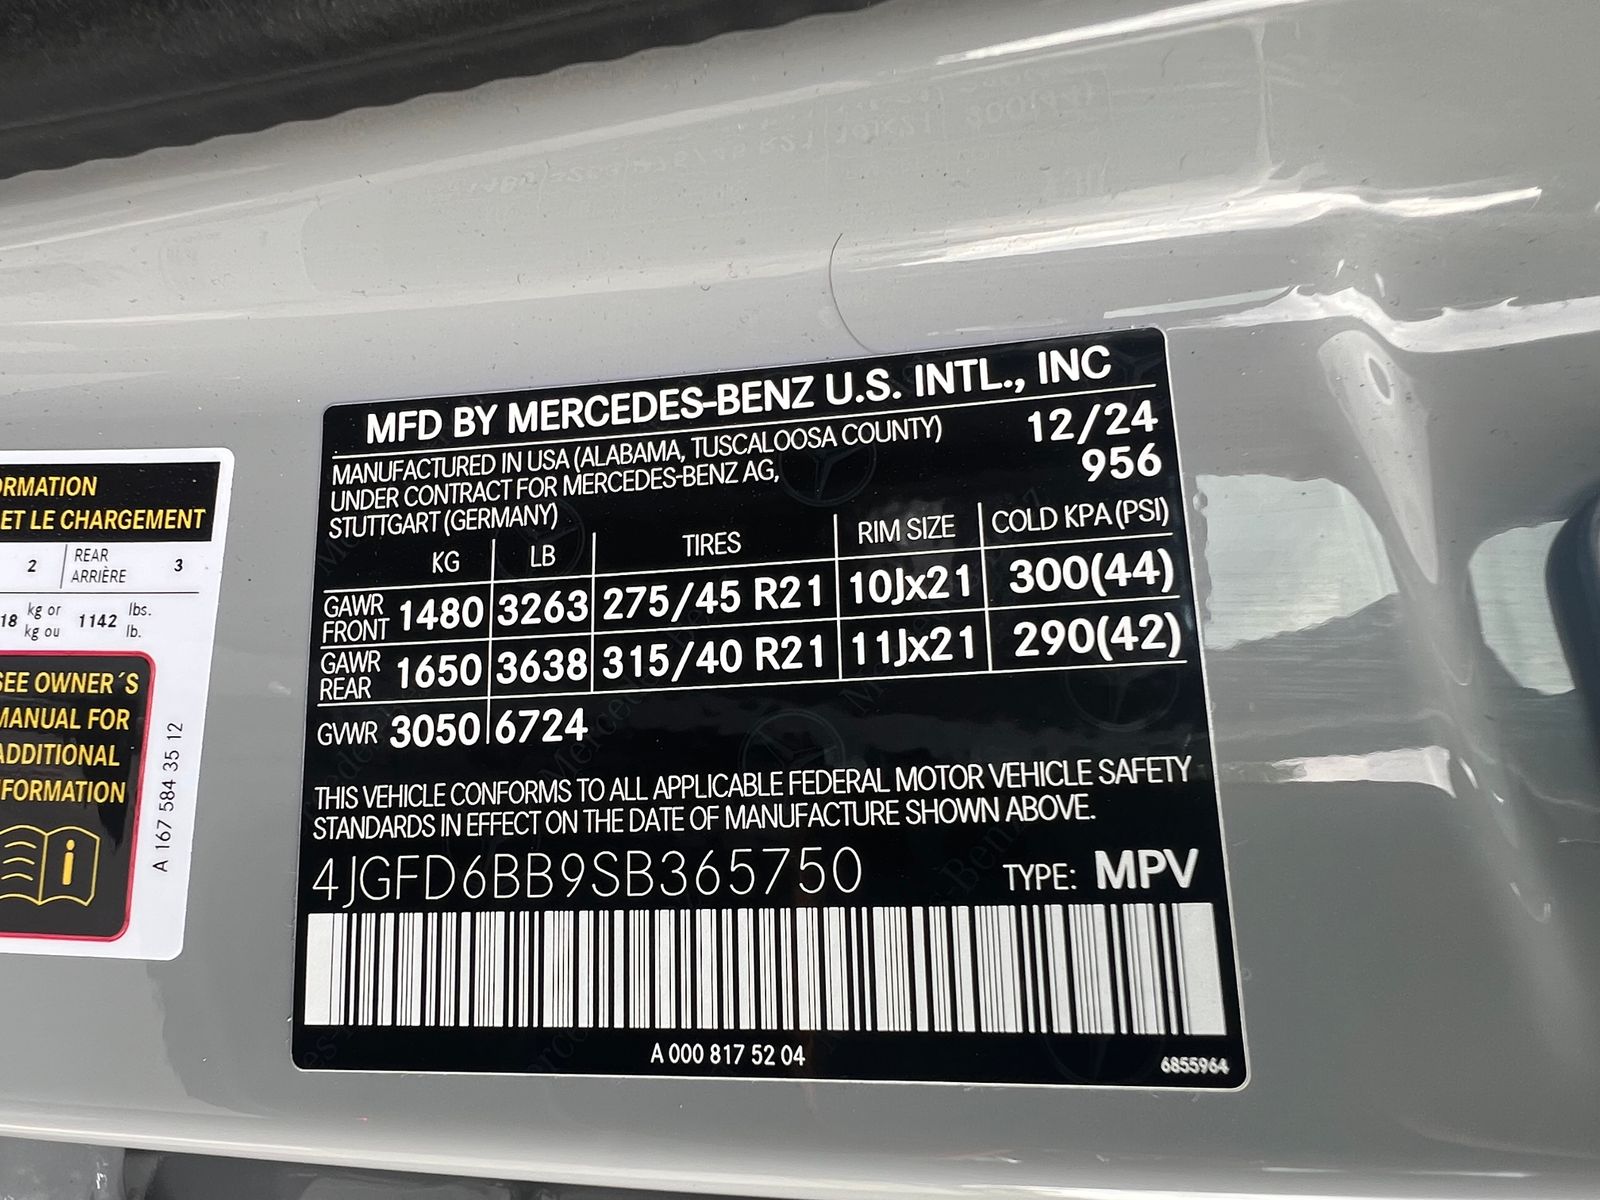 ORMATION
ET LE CHARGEMENT
2 REAR 3
ARRIÈRE
18 kg or 1142 lbs.
kg ou lb.
SEE OWNER´S
MANUAL FOR
ADDITIONAL
NFORMATION
A 167 584 35 12
MFD BY MERCEDES-BENZ U.S. INTL., INC
MANUFACTURED IN USA (ALABAMA, TUSCALOOSA COUNTY) 12/24
UNDER CONTRACT FOR MERCEDES-BENZ AG, 956
STUTTGART (GERMANY)
KG LB TIRES RIM SIZE COLD KPA (PSI)
GAWR FRONT 1480 3263 275/45 R21 10Jx21 300(44)
GAWR REAR 1650 3638 315/40 R21 11Jx21 290(42)
GVWR 3050 6724
THIS VEHICLE CONFORMS TO ALL APPLICABLE FEDERAL MOTOR VEHICLE SAFETY
STANDARDS IN EFFECT ON THE DATE OF MANUFACTURE SHOWN ABOVE.
4JGFD6BB9SB365750 TYPE: MPV
A 000 817 52 04 6855964